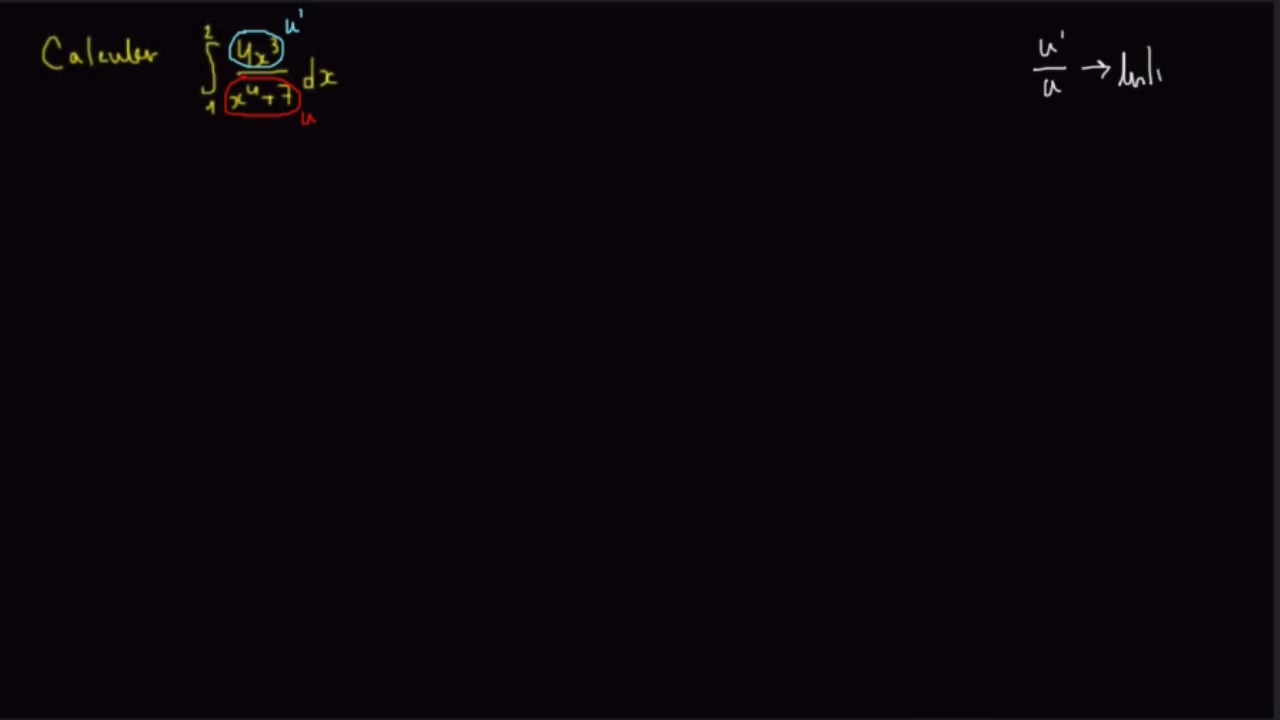 Calculer ∫₁² 4x³/(x⁴+7) dx u' u
u'/u → ln|